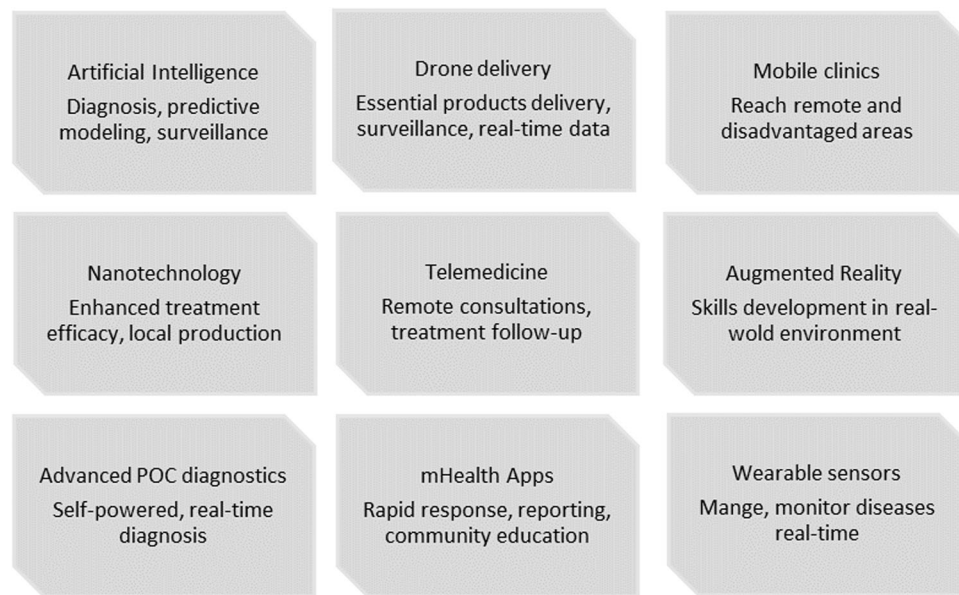 Artificial Intelligence
Diagnosis, predictive
modeling, surveillance
Drone delivery
Essential products delivery,
surveillance, real-time data
Mobile clinics
Reach remote and
disadvantaged areas
Nanotechnology
Enhanced treatment
efficacy, local production
Telemedicine
Remote consultations,
treatment follow-up
Augmented Reality
Skills development in real-
wold environment
Advanced POC diagnostics
Self-powered, real-time
diagnosis
mHealth Apps
Rapid response, reporting,
community education
Wearable sensors
Mange, monitor diseases
real-time